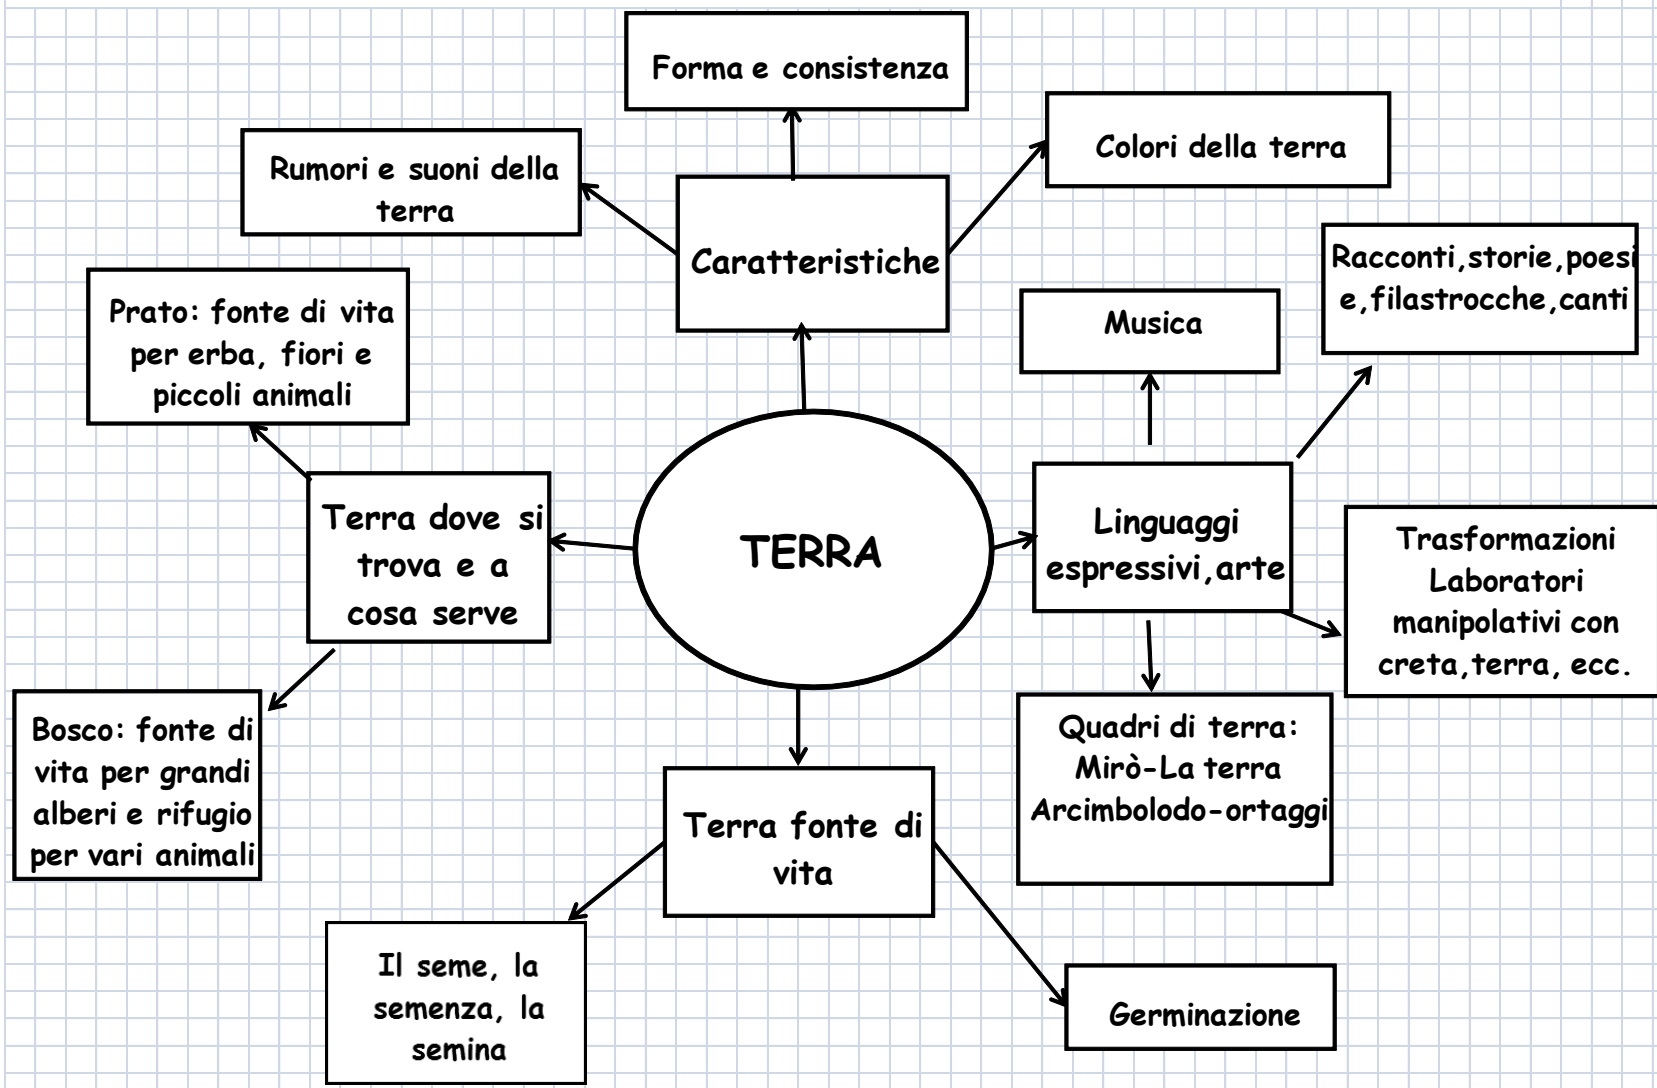 Forma e consistenza
Colori della terra
Rumori e suoni della
terra
Caratteristiche
Racconti,storie,poesi
e,filastrocche,canti
Musica
Prato: fonte di vita
per erba, fiori e
piccoli animali
Terra dove si
trova e a
cosa serve
TERRA
Linguaggi
espressivi,arte
Trasformazioni
Laboratori
manipolativi con
creta,terra, ecc.
Bosco: fonte di
vita per grandi
alberi e rifugio
per vari animali
Quadri di terra:
Mirò-La terra
Arcimbolodo-ortaggi
Terra fonte di
vita
Il seme, la
semenza, la
semina
Germinazione